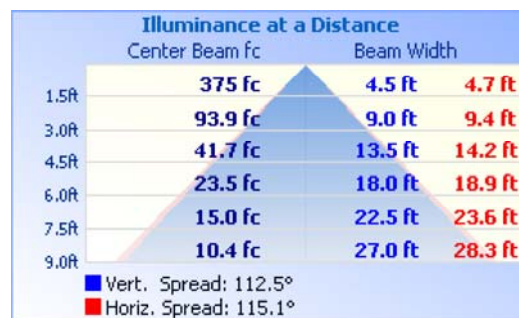 Illuminance at a Distance
Center Beam fc Beam Width
1.5ft 375 fc 4.5 ft 4.7 ft
3.0ft 93.9 fc 9.0 ft 9.4 ft
4.5ft 41.7 fc 13.5 ft 14.2 ft
6.0ft 23.5 fc 18.0 ft 18.9 ft
7.5ft 15.0 fc 22.5 ft 23.6 ft
9.0ft 10.4 fc 27.0 ft 28.3 ft
Vert. Spread: 112.5°
Horiz. Spread: 115.1°